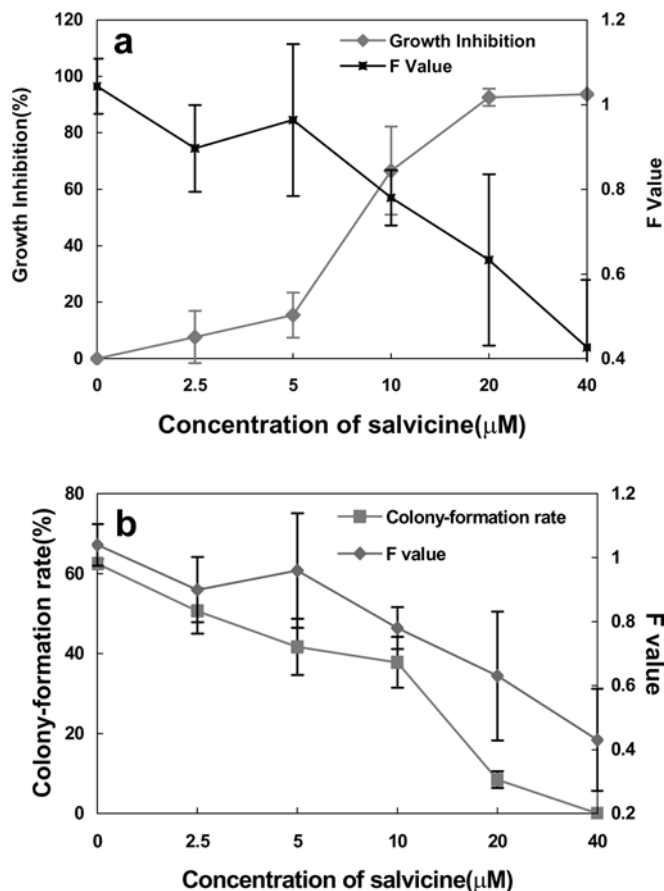 a
Growth Inhibition
F Value
120
100
80
60
40
20
0
Growth Inhibition(%)
1.2
1
0.8
0.6
0.4
F Value
0 2.5 5 10 20 40
Concentration of salvicine(μM)
b
Colony-formation rate
F value
80
60
40
20
0
Colony-formation rate(%)
1.2
1
0.8
0.6
0.4
0.2
F value
0 2.5 5 10 20 40
Concentration of salvicine(μM)